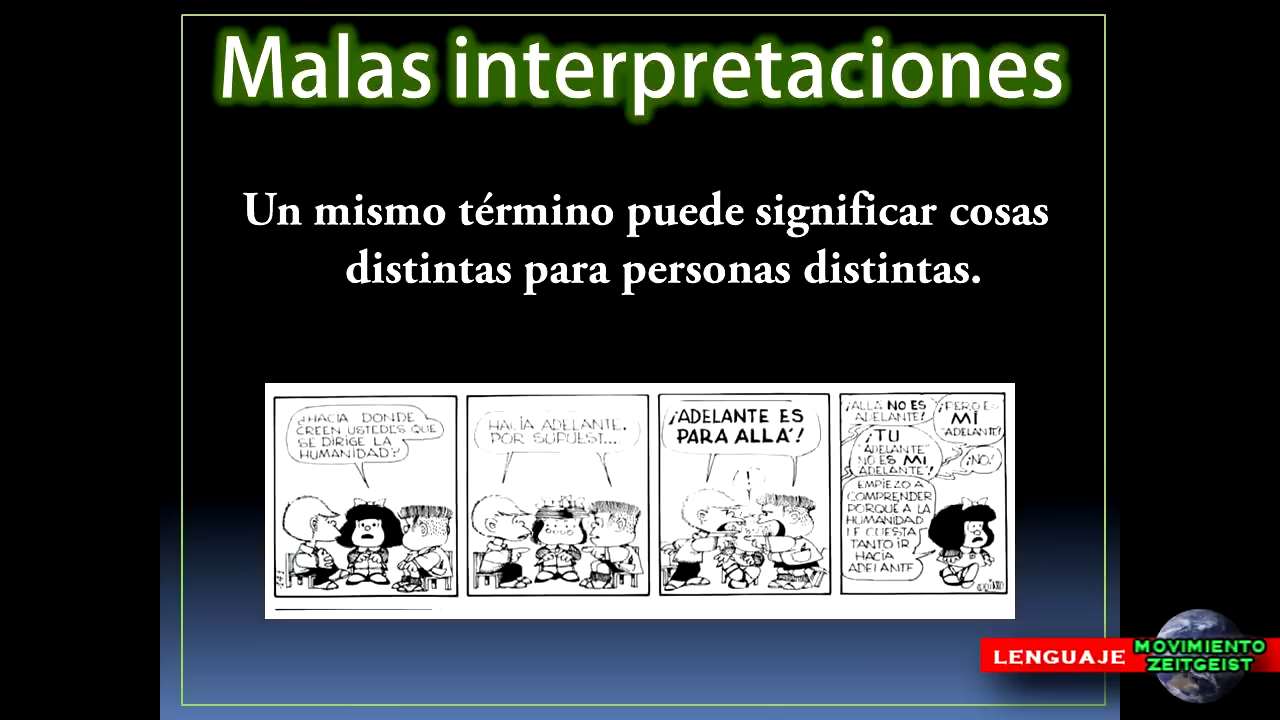 Malas interpretaciones
Un mismo término puede significar cosas
distintas para personas distintas.
¿HACIA DONDE
CREEN USTEDES QUE
SE DIRIGE LA
HUMANIDAD?
HACIA ADELANTE,
POR SUPUEST....
¡ADELANTE ES
PARA ALLÁ!
¡ALLA NO ES
ADELANTE!
¡PERO ES
MI
"ADELANTE"!
¡TU
"ADELANTE"
NO ES MI
"ADELANTE"!
¡NO!
EMPIEZO A
COMPRENDER
PORQUE A LA
HUMANIDAD
LE CUESTA
TANTO IR
HACIA
ADELANTE
QUINO
LENGUAJE
MOVIMIENTO
ZEITGEIST